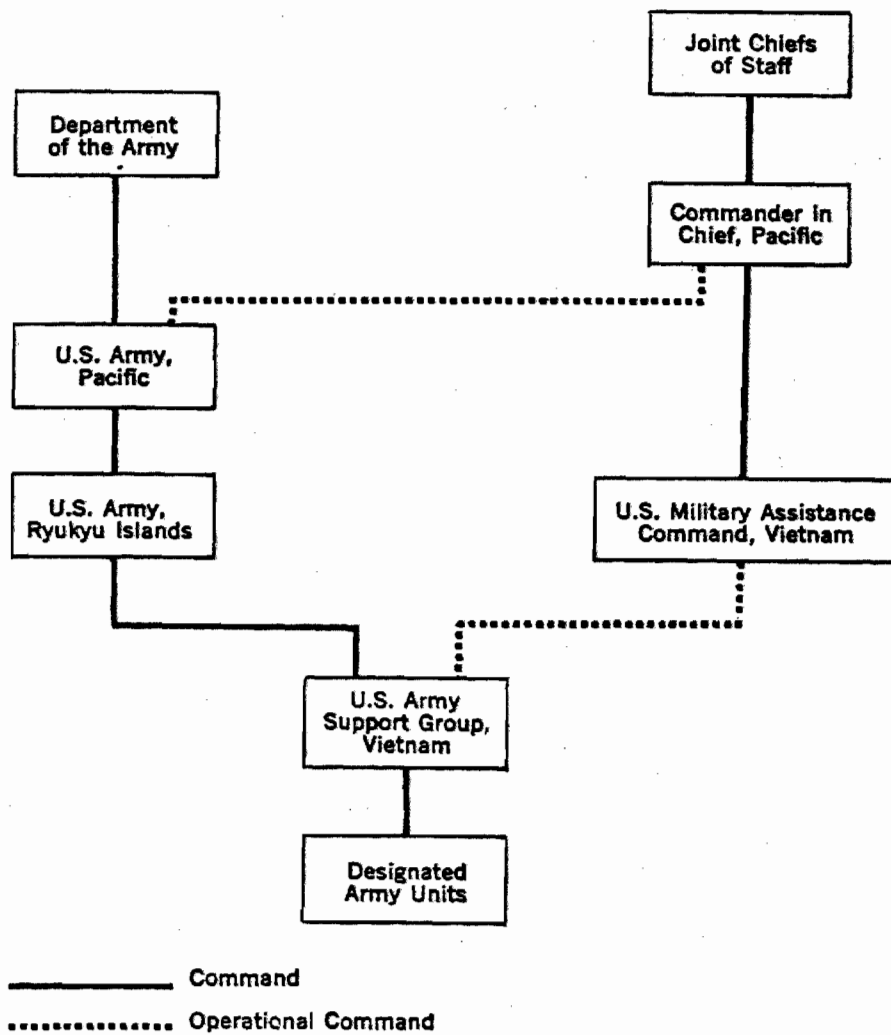 Joint Chiefs
of Staff
Department
of the Army
Commander in
Chief, Pacific
U.S. Army,
Pacific
U.S. Army,
Ryukyu Islands
U.S. Military Assistance
Command, Vietnam
U.S. Army
Support Group,
Vietnam
Designated
Army Units
Command
Operational Command